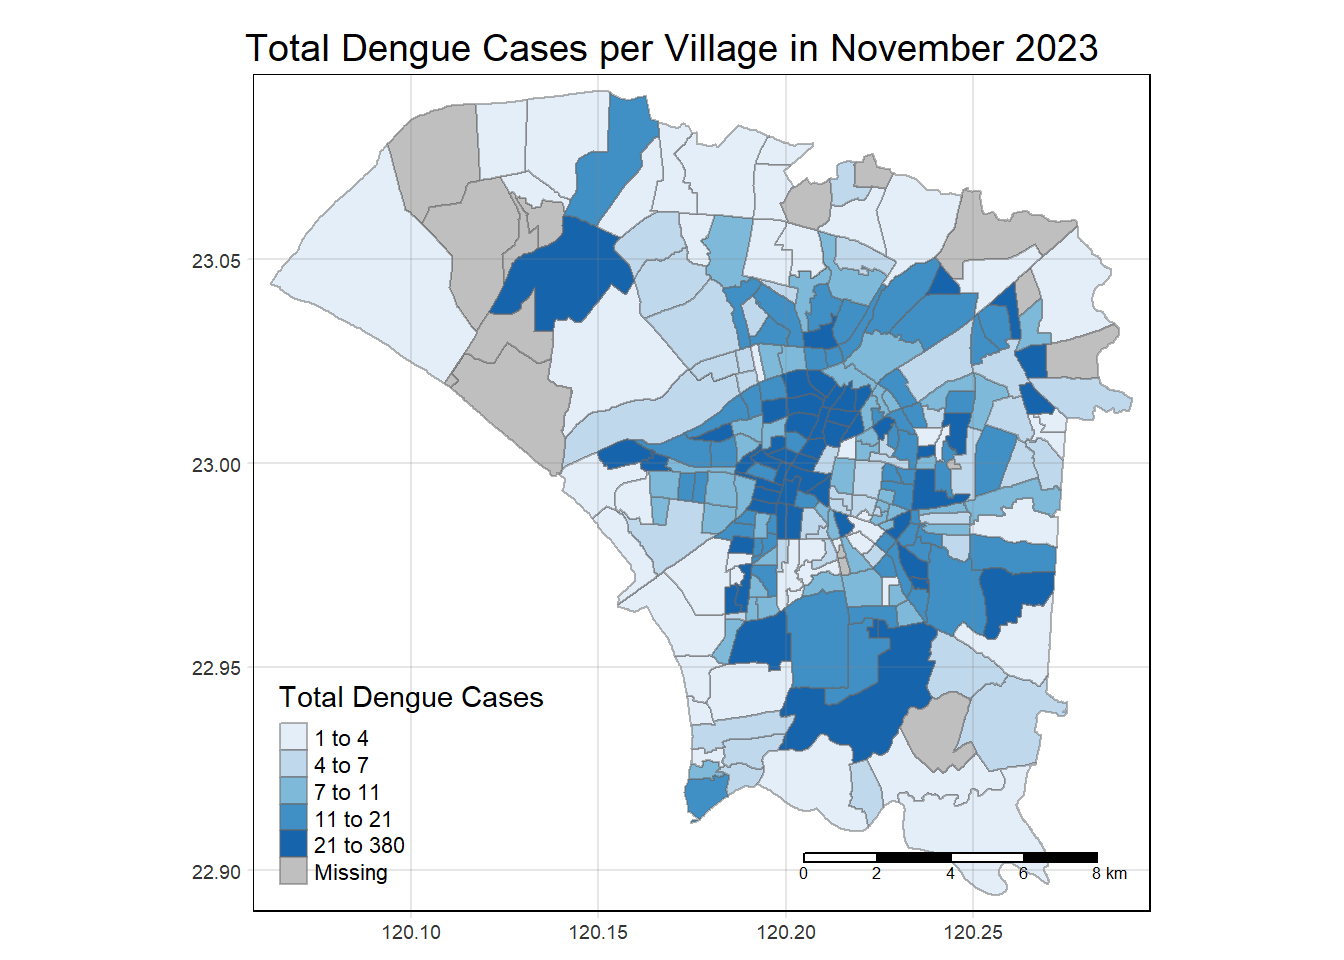 Total Dengue Cases per Village in November 2023
23.05
23.00
22.95
22.90
Total Dengue Cases
1 to 4
4 to 7
7 to 11
11 to 21
21 to 380
Missing
0 2 4 6 8 km
120.10 120.15 120.20 120.25